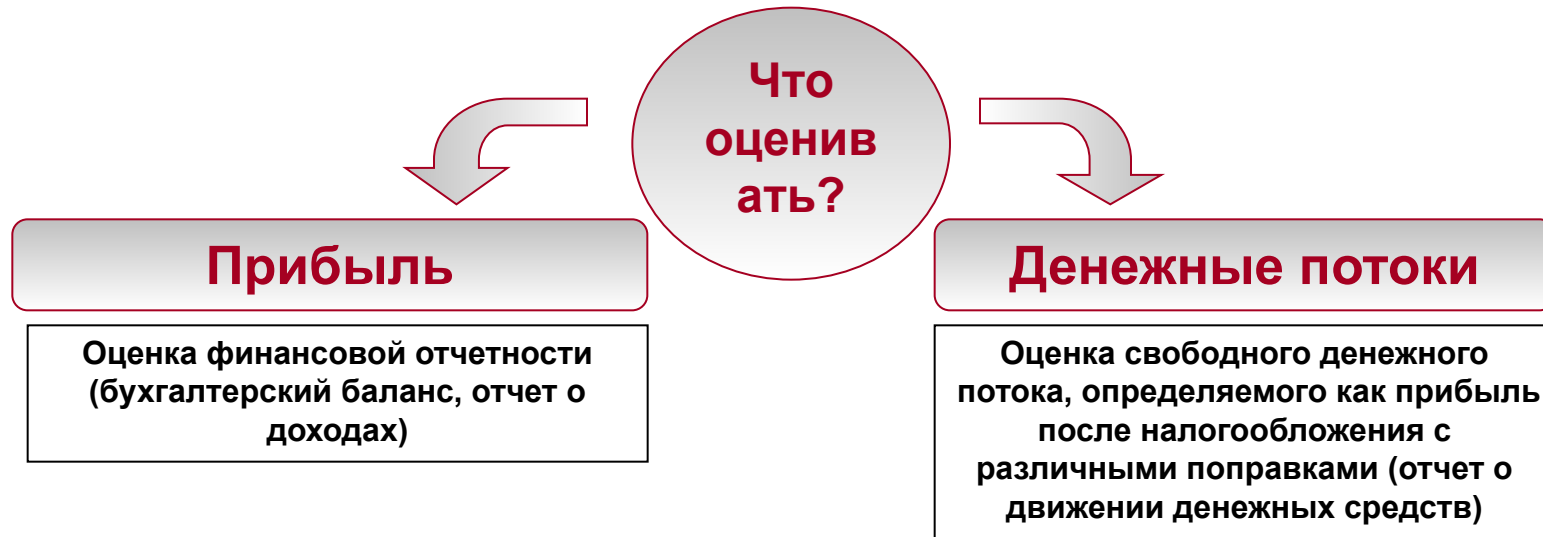 Что
оценив
ать?
Прибыль
Денежные потоки
Оценка финансовой отчетности
(бухгалтерский баланс, отчет о
доходах)
Оценка свободного денежного
потока, определяемого как прибыль
после налогообложения с
различными поправками (отчет о
движении денежных средств)